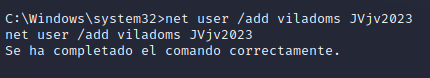 C:\Windows\system32>net user /add viladoms JVjv2023
net user /add viladoms JVjv2023
Se ha completado el comando correctamente.